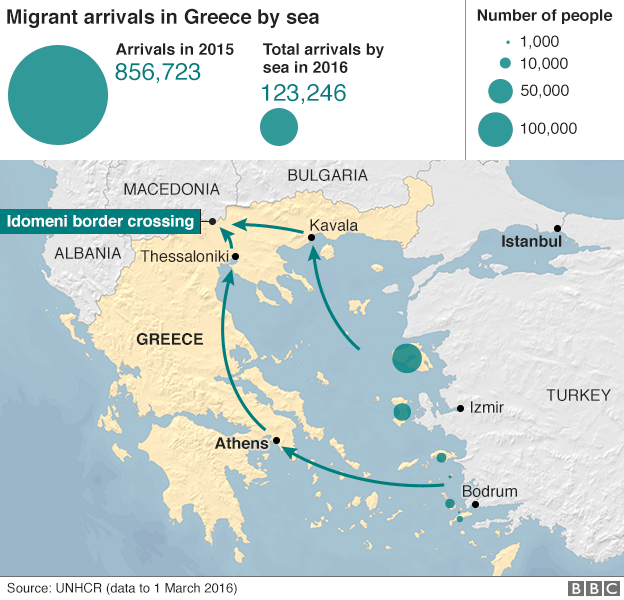 Migrant arrivals in Greece by sea
Arrivals in 2015
856,723
Total arrivals by
sea in 2016
123,246
Number of people
1,000
10,000
50,000
100,000
BULGARIA
MACEDONIA
Idomeni border crossing
Kavala
Istanbul
ALBANIA
Thessaloniki
GREECE
TURKEY
Izmir
Athens
Bodrum
Source: UNHCR (data to 1 March 2016)
BBC